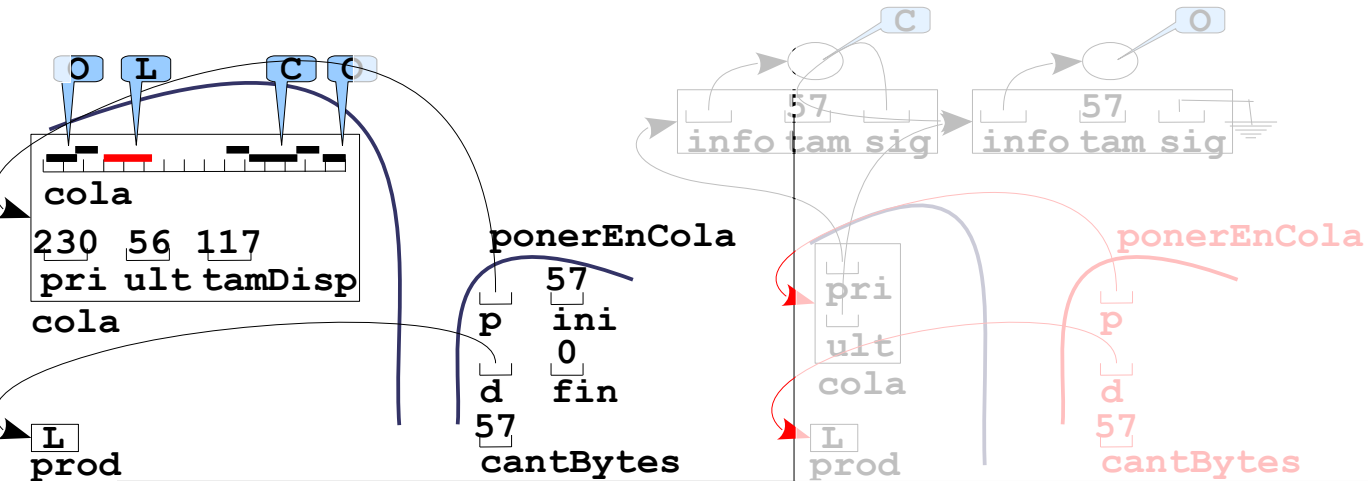 C O
O L C O
57 57
info tam sig info tam sig
cola
230 56 117
pri ult tamDisp
cola
ponerEnCola
57
p ini
0
d fin
57
cantBytes
L
prod
pri
ult
cola
ponerEnCola
p
d
57
cantBytes
L
prod